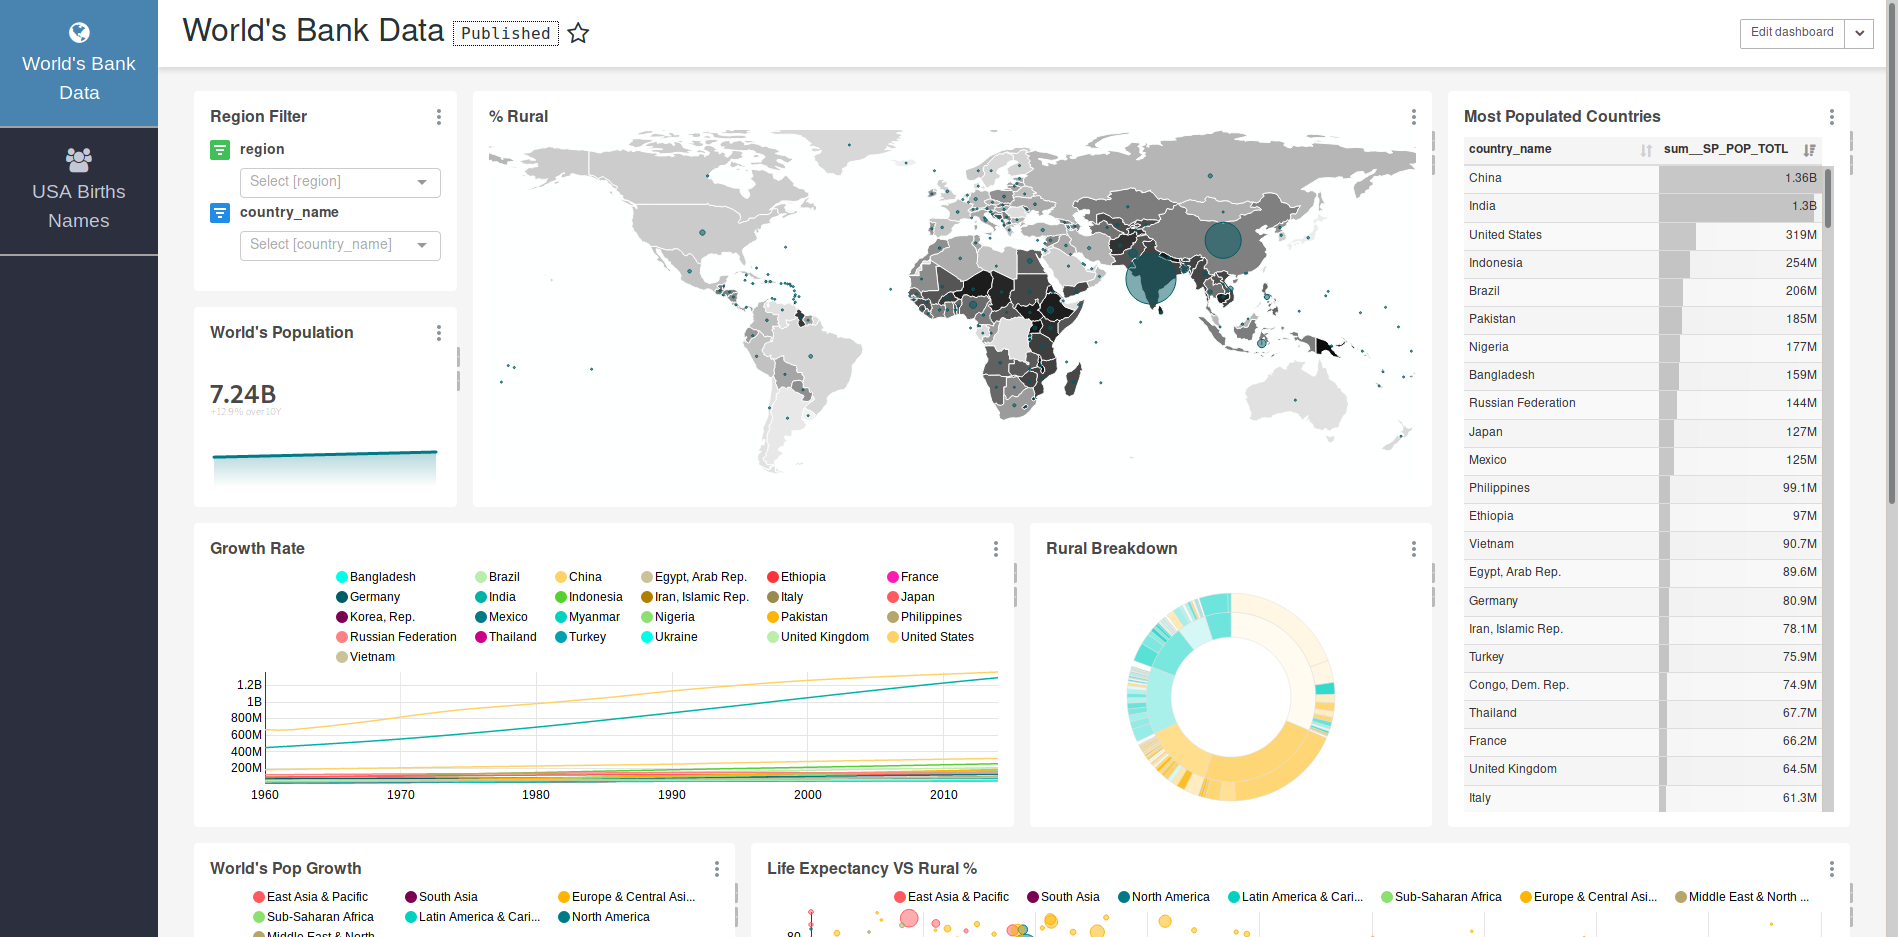 World's Bank
Data
USA Births
Names
World's Bank Data Published
Edit dashboard
Region Filter
region
Select [region]
country_name
Select [country_name]
World's Population
7.24B
+12.9% over10Y
% Rural
Most Populated Countries
country_name sum__SP_POP_TOTL
China 1.36B
India 1.3B
United States 319M
Indonesia 254M
Brazil 206M
Pakistan 185M
Nigeria 177M
Bangladesh 159M
Russian Federation 144M
Japan 127M
Mexico 125M
Philippines 99.1M
Ethiopia 97M
Vietnam 90.7M
Egypt, Arab Rep. 89.6M
Germany 80.9M
Iran, Islamic Rep. 78.1M
Turkey 75.9M
Congo, Dem. Rep. 74.9M
Thailand 67.7M
France 66.2M
United Kingdom 64.5M
Italy 61.3M
Growth Rate
Bangladesh Brazil China Egypt, Arab Rep. Ethiopia France
Germany India Indonesia Iran, Islamic Rep. Italy Japan
Korea, Rep. Mexico Myanmar Nigeria Pakistan Philippines
Russian Federation Thailand Turkey Ukraine United Kingdom United States
Vietnam
1.2B
1B
800M
600M
400M
200M
1960 1970 1980 1990 2000 2010
Rural Breakdown
World's Pop Growth
East Asia & Pacific South Asia Europe & Central Asi...
Sub-Saharan Africa Latin America & Cari... North America
Middle East & North
Life Expectancy VS Rural %
East Asia & Pacific South Asia North America Latin America & Cari... Sub-Saharan Africa Europe & Central Asi... Middle East & North ...
80